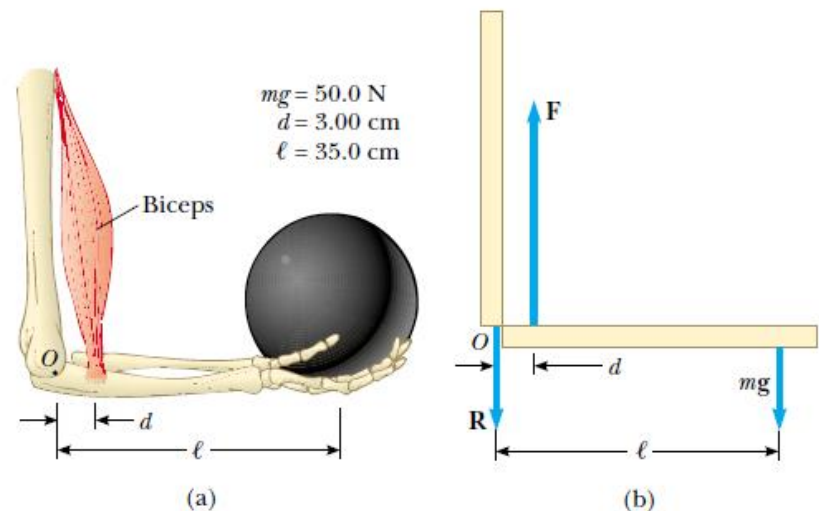 mg = 50.0 N
d = 3.00 cm
ℓ = 35.0 cm
Biceps
O
d
ℓ
(a)
F
O
d
mg
R
ℓ
(b)